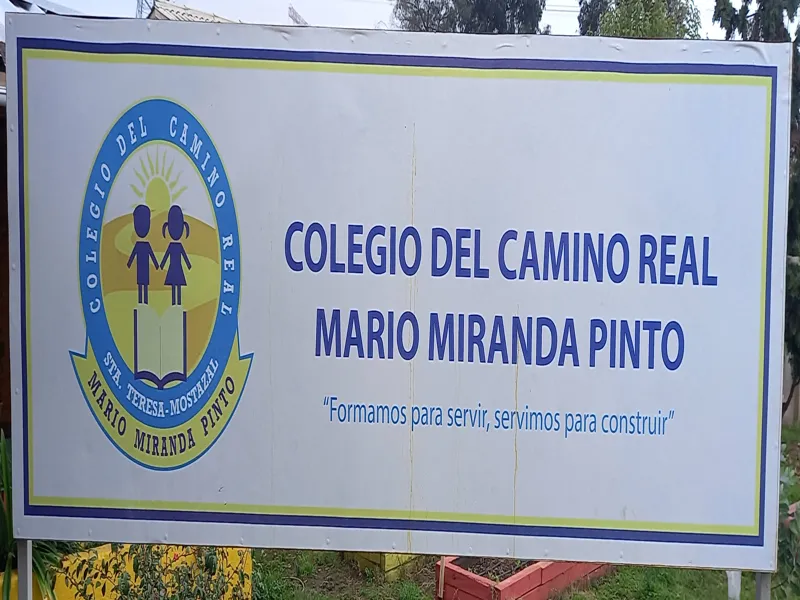 COLEGIO DEL CAMINO REAL
STA. TERESA-MOSTAZAL
MARIO MIRANDA PINTO
COLEGIO DEL CAMINO REAL
MARIO MIRANDA PINTO
“Formamos para servir, servimos para construir”